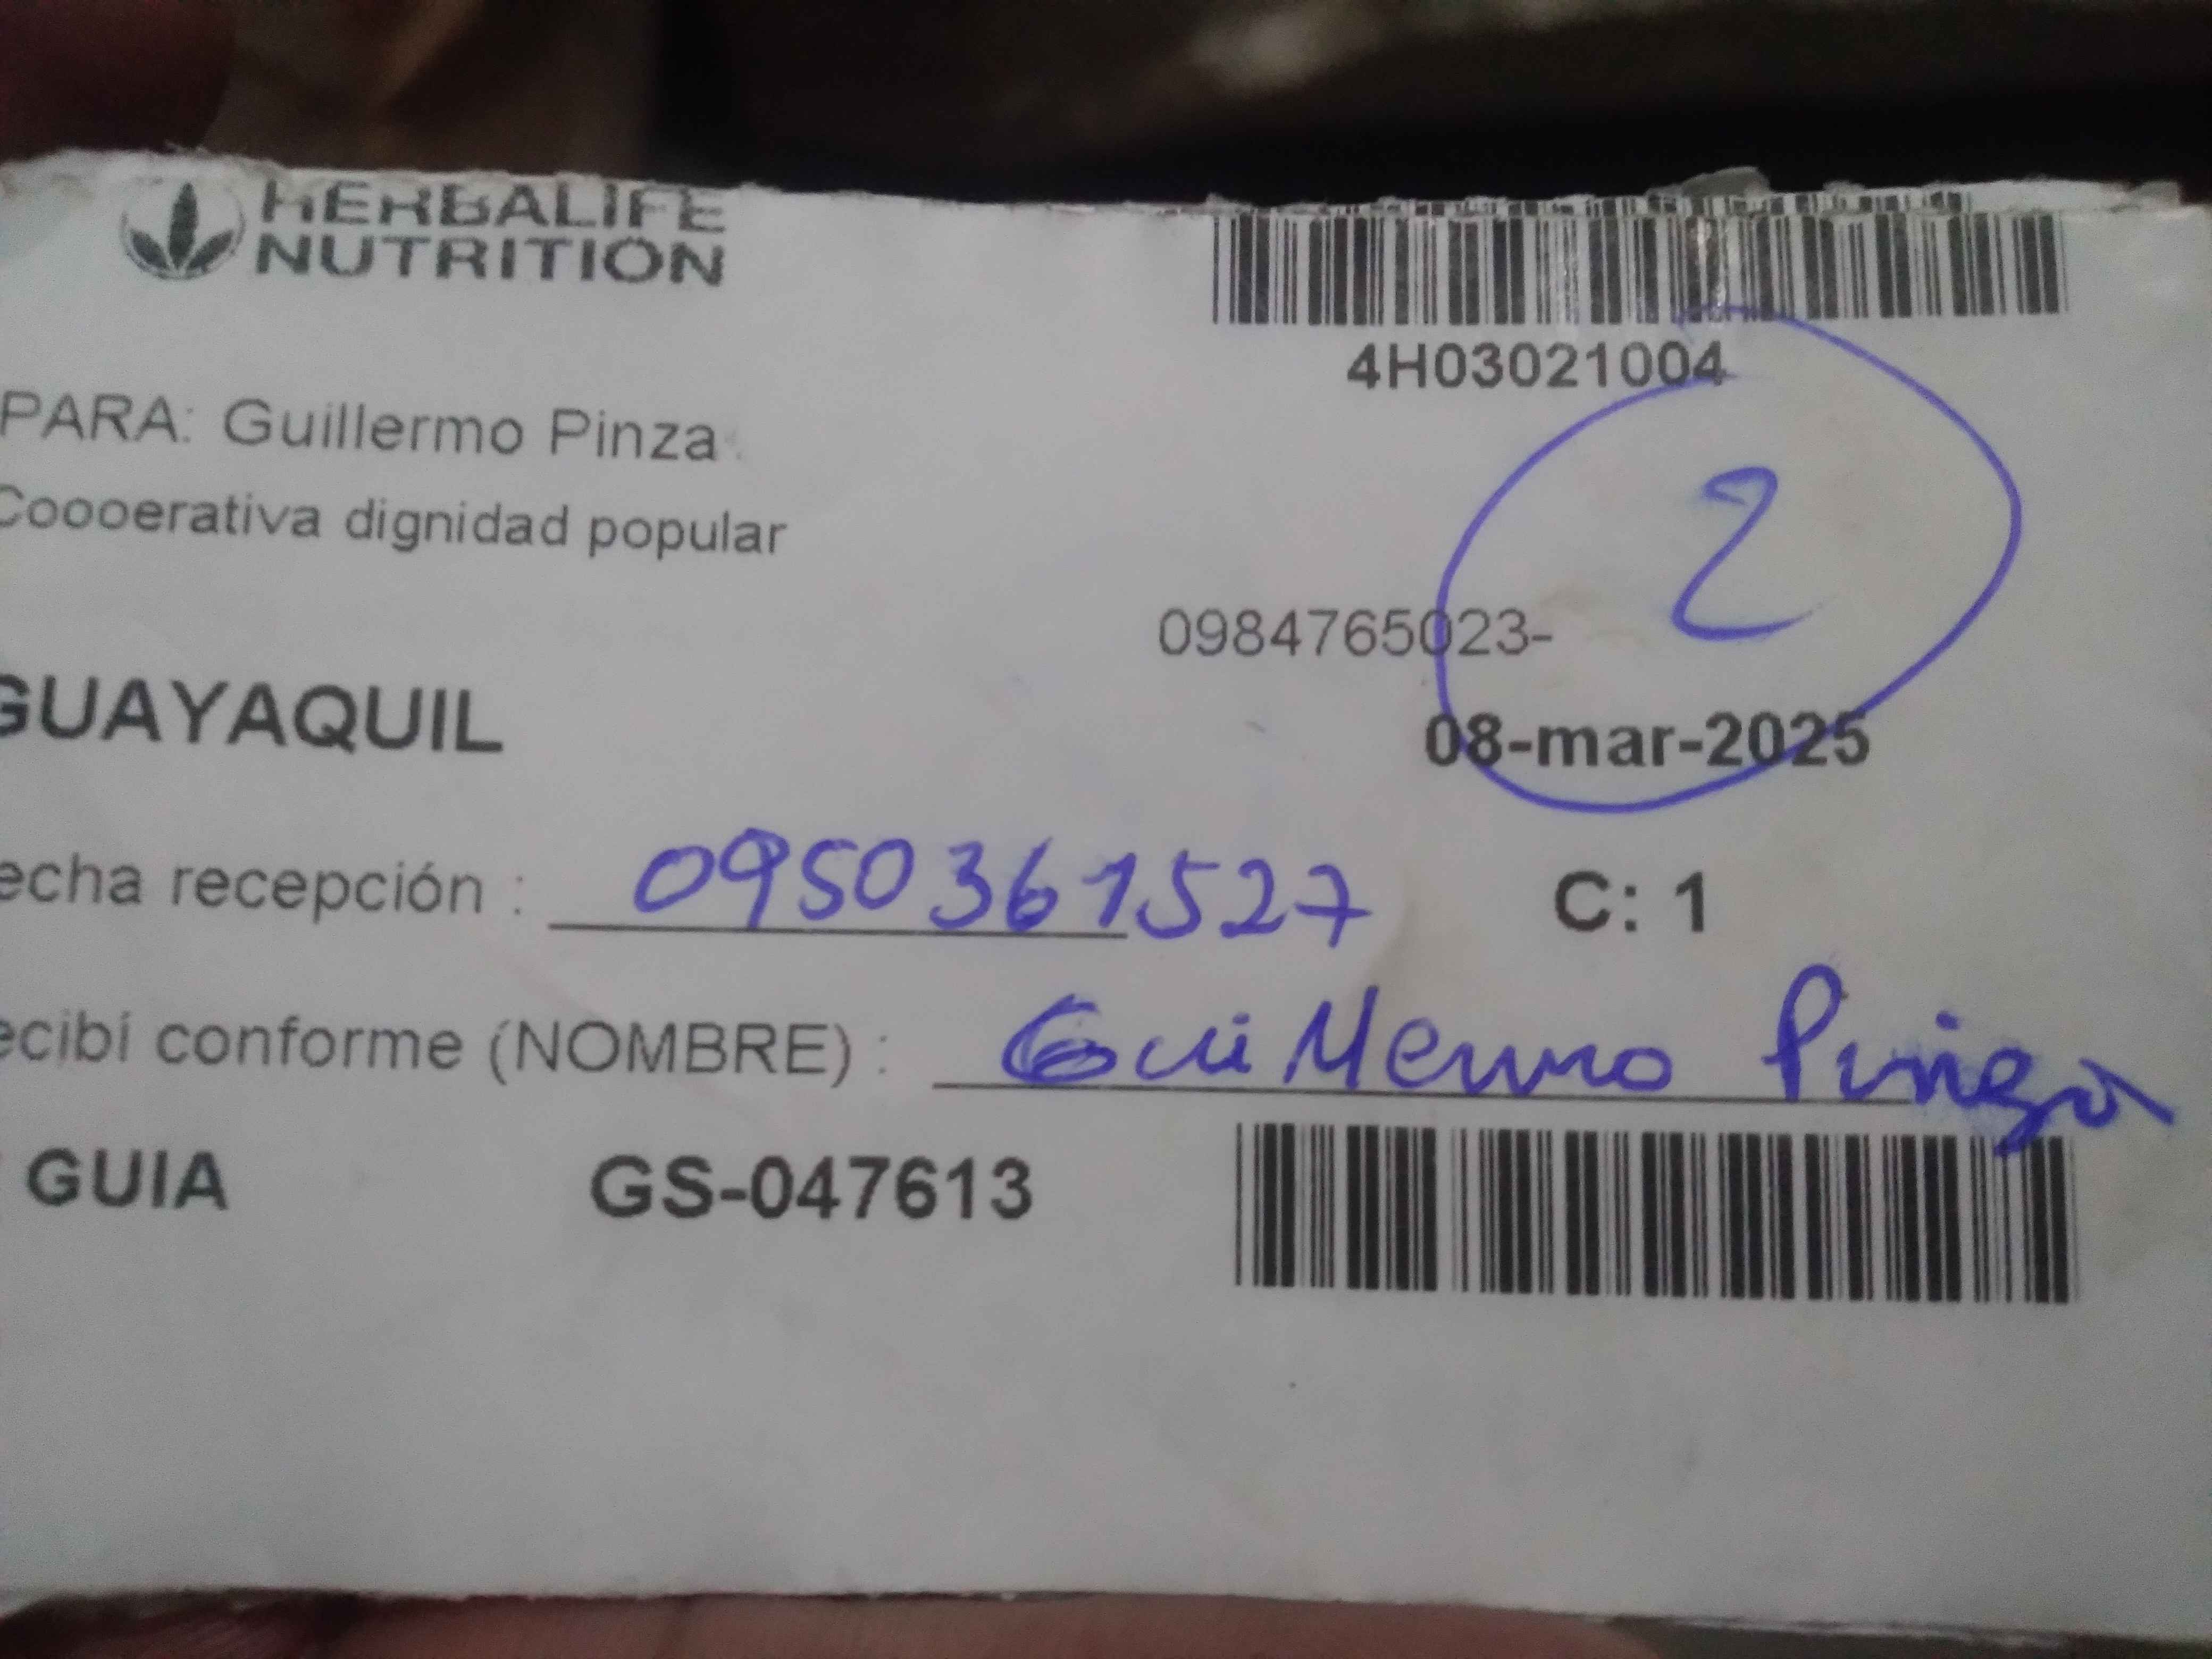 HERBALIFE
NUTRITION
4H03021004
PARA: Guillermo Pinza
Coooerativa dignidad popular
2
0984765023-
GUAYAQUIL
08-mar-2025
echa recepción : 0950361527 C: 1
ecibí conforme (NOMBRE) : Guillermo Pinza
GUIA GS-047613